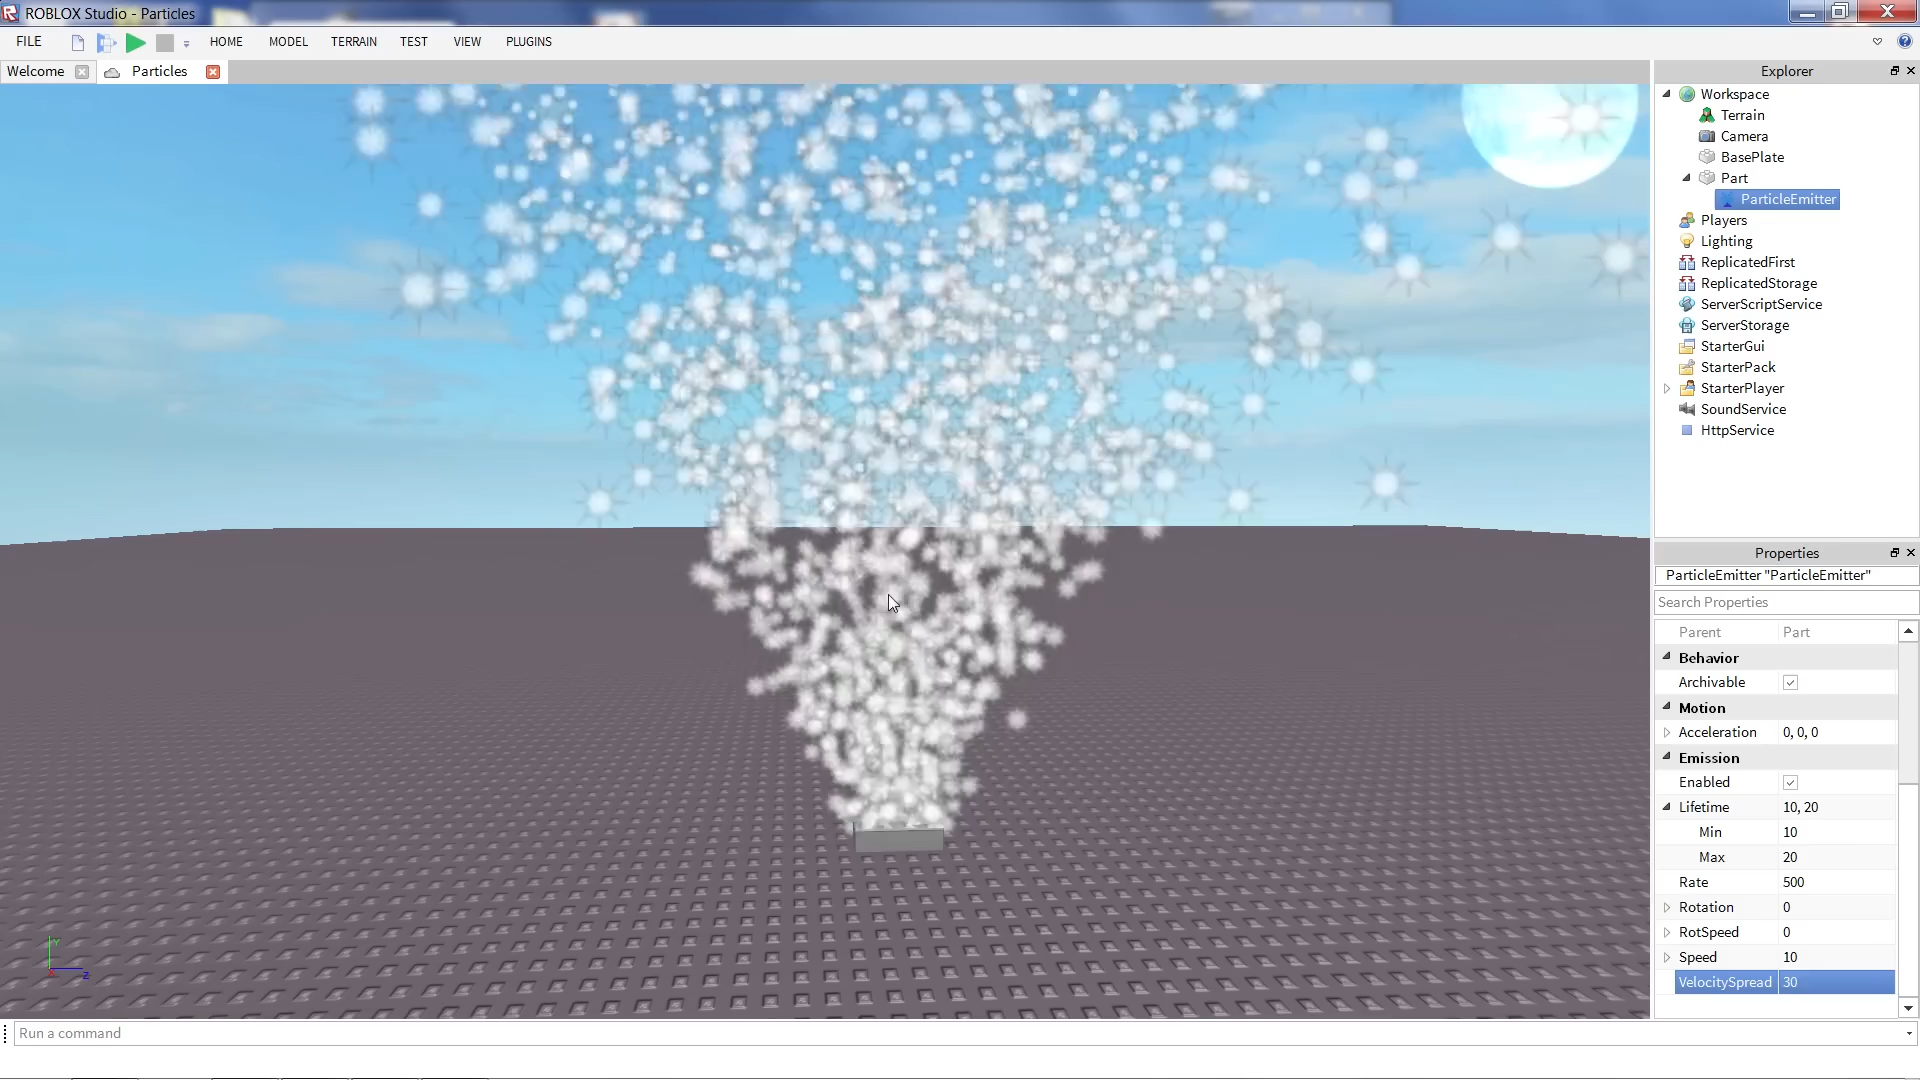 ROBLOX Studio - Particles
FILE HOME MODEL TERRAIN TEST VIEW PLUGINS
Welcome Particles
Explorer
Workspace
Terrain
Camera
BasePlate
Part
ParticleEmitter
Players
Lighting
ReplicatedFirst
ReplicatedStorage
ServerScriptService
ServerStorage
StarterGui
StarterPack
StarterPlayer
SoundService
HttpService
Properties
ParticleEmitter "ParticleEmitter"
Search Properties
Parent Part
Behavior
Archivable
Motion
Acceleration 0, 0, 0
Emission
Enabled
Lifetime 10, 20
Min 10
Max 20
Rate 500
Rotation 0
RotSpeed 0
Speed 10
VelocitySpread 30
Y
Z
Run a command